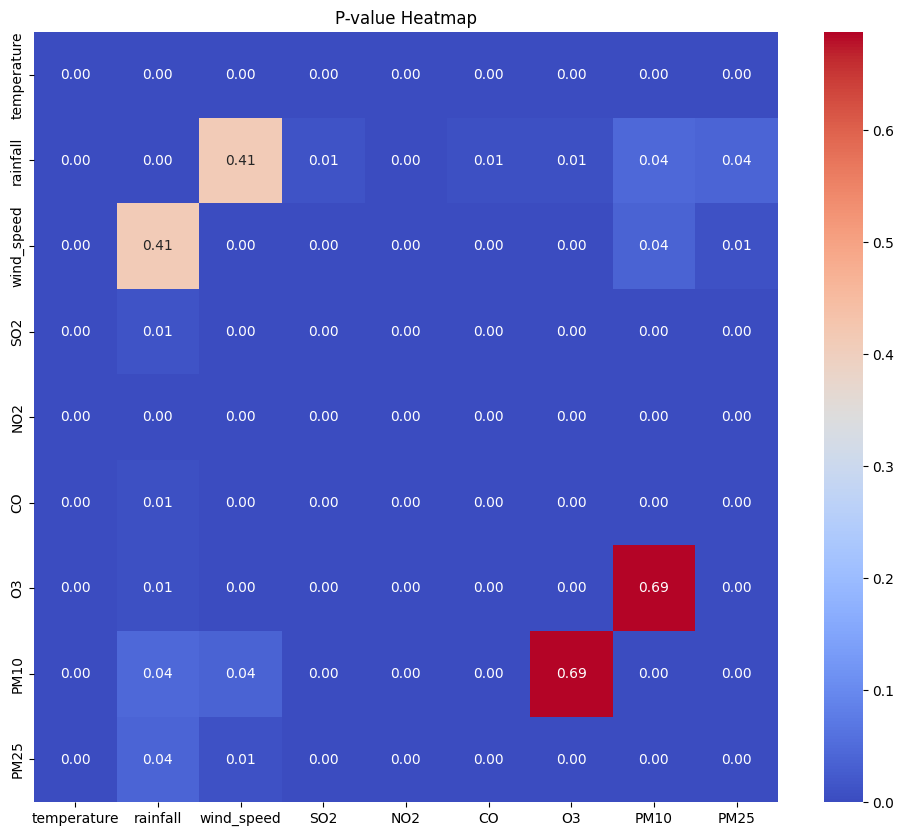 P-value Heatmap
temperature 0.00 0.00 0.00 0.00 0.00 0.00 0.00 0.00 0.00
rainfall 0.00 0.00 0.41 0.01 0.00 0.01 0.01 0.04 0.04
wind_speed 0.00 0.41 0.00 0.00 0.00 0.00 0.00 0.04 0.01
SO2 0.00 0.01 0.00 0.00 0.00 0.00 0.00 0.00 0.00
NO2 0.00 0.00 0.00 0.00 0.00 0.00 0.00 0.00 0.00
CO 0.00 0.01 0.00 0.00 0.00 0.00 0.00 0.00 0.00
O3 0.00 0.01 0.00 0.00 0.00 0.00 0.00 0.69 0.00
PM10 0.00 0.04 0.04 0.00 0.00 0.00 0.69 0.00 0.00
PM25 0.00 0.04 0.01 0.00 0.00 0.00 0.00 0.00 0.00
temperature rainfall wind_speed SO2 NO2 CO O3 PM10 PM25
0.6
0.5
0.4
0.3
0.2
0.1
0.0